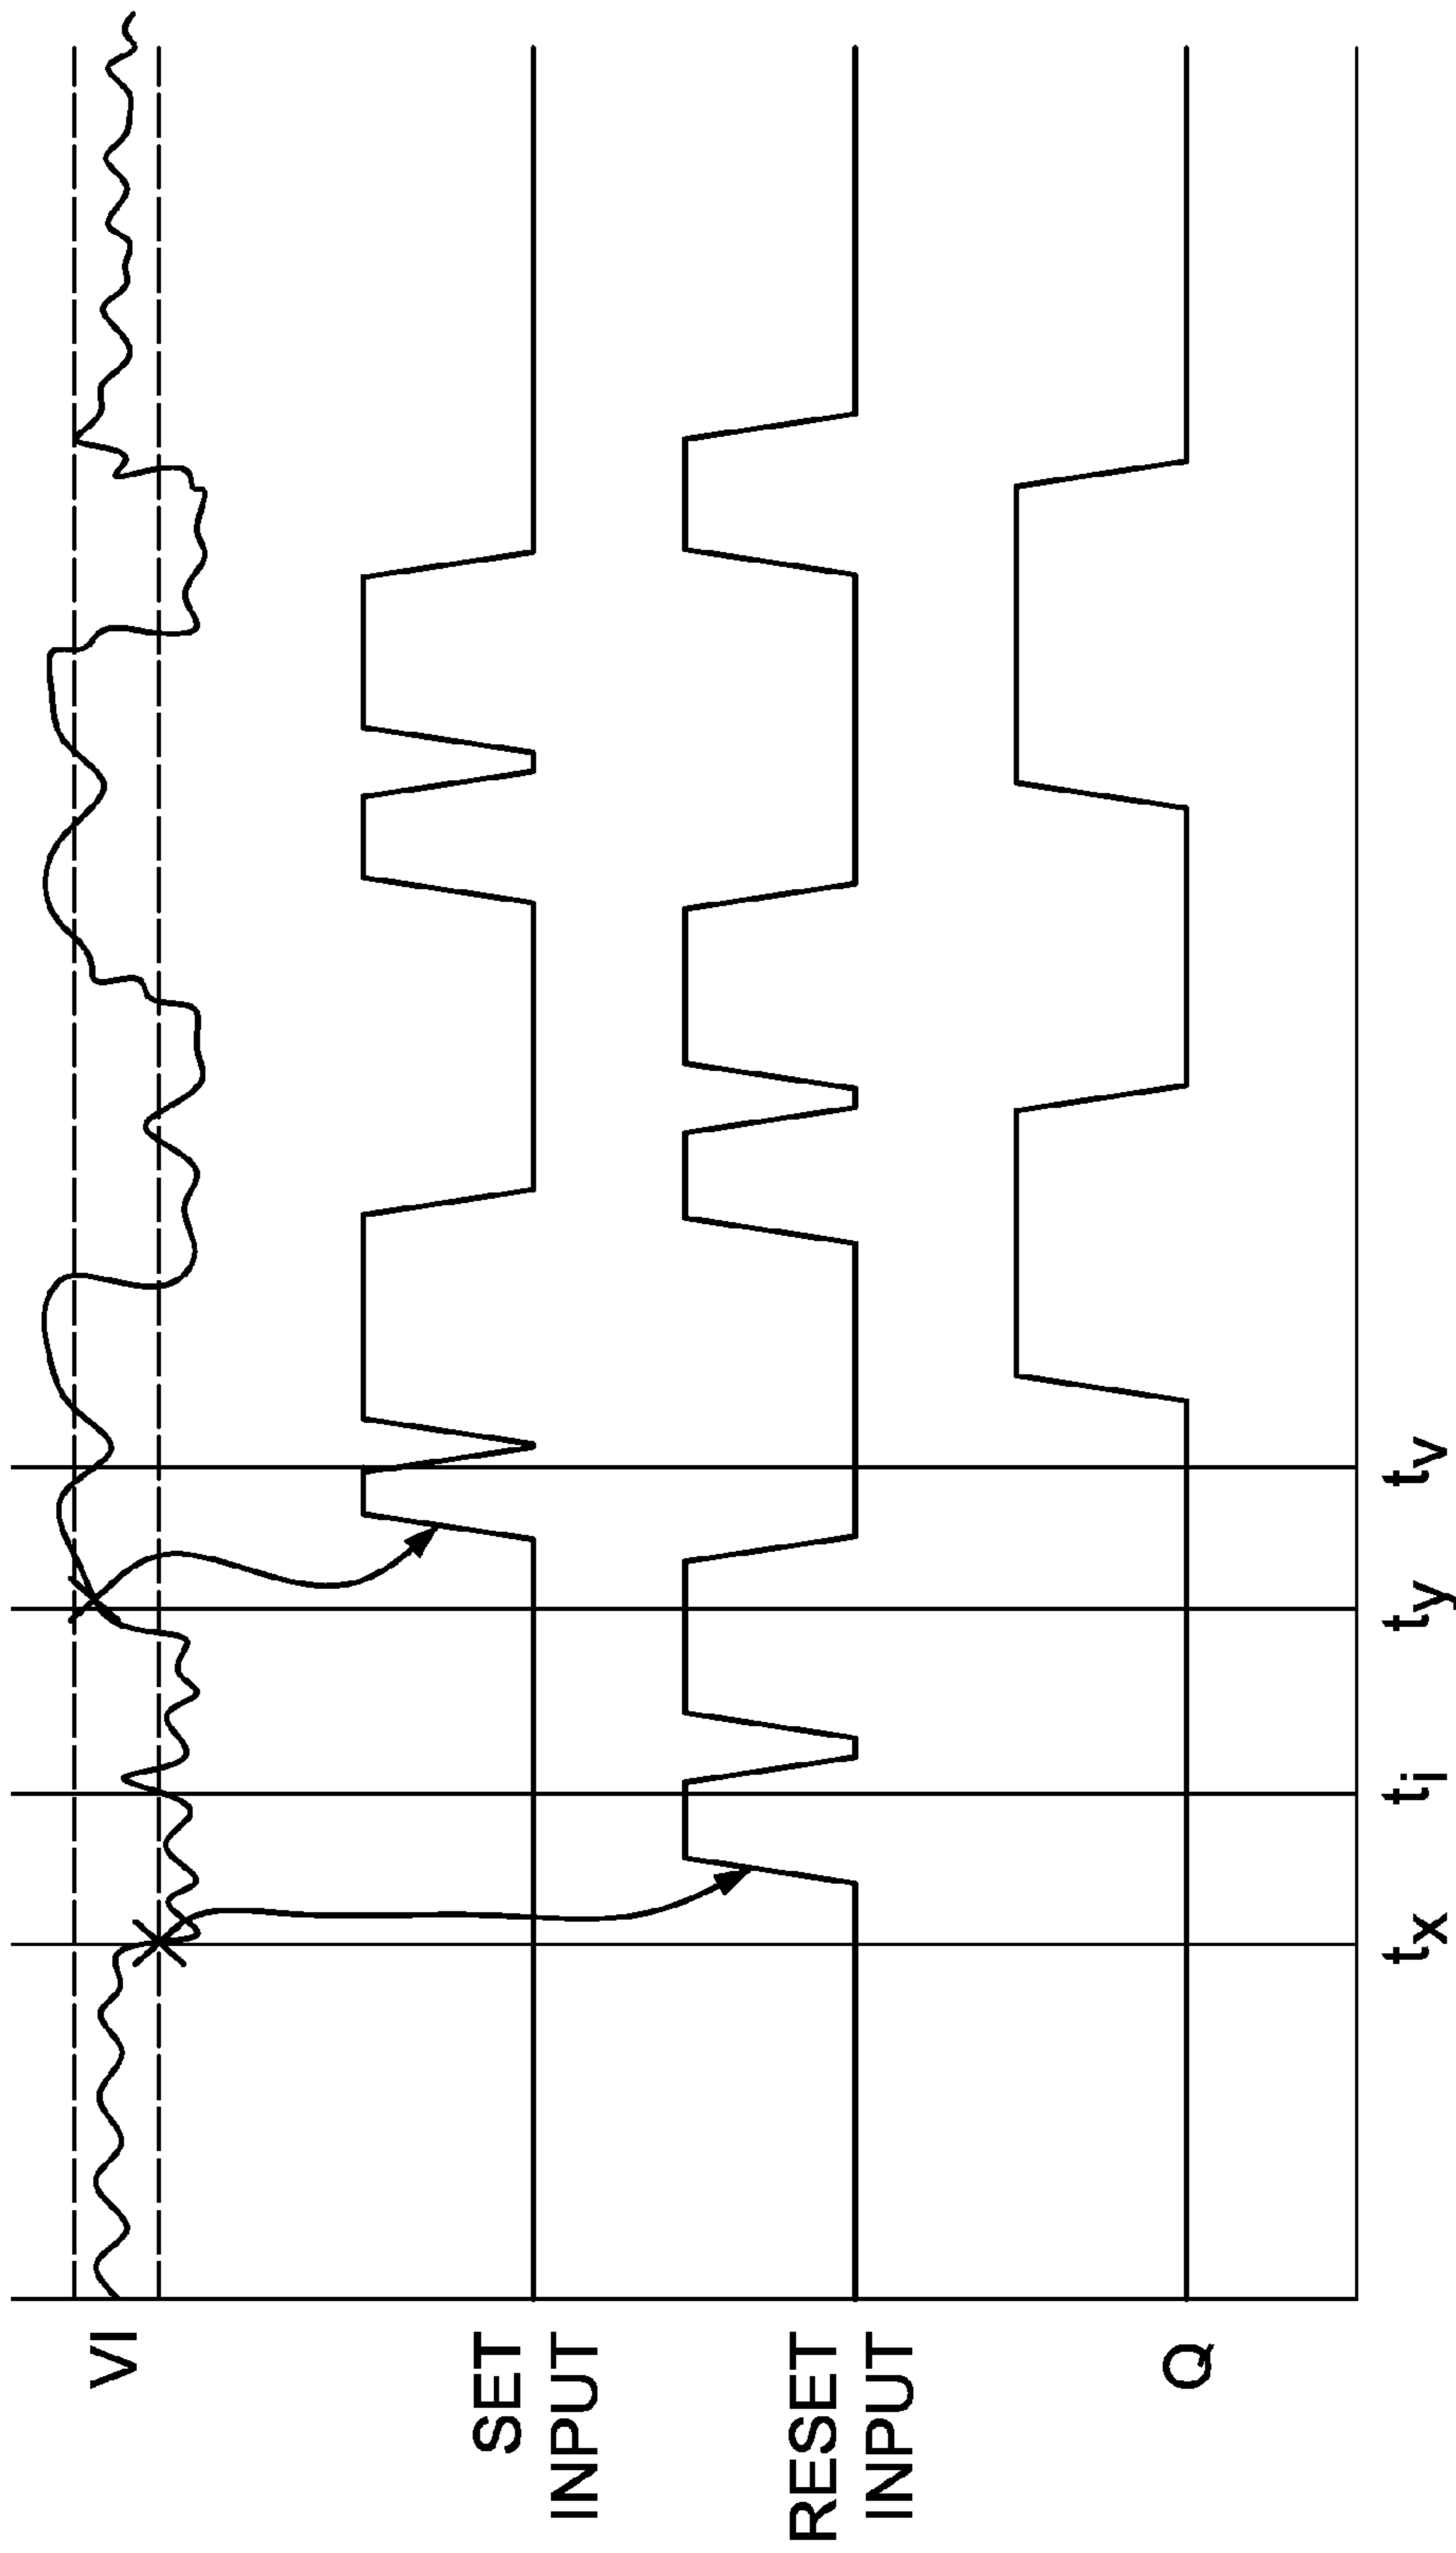 VI
SET
INPUT
RESET
INPUT
Q
tx
ti
ty
tv